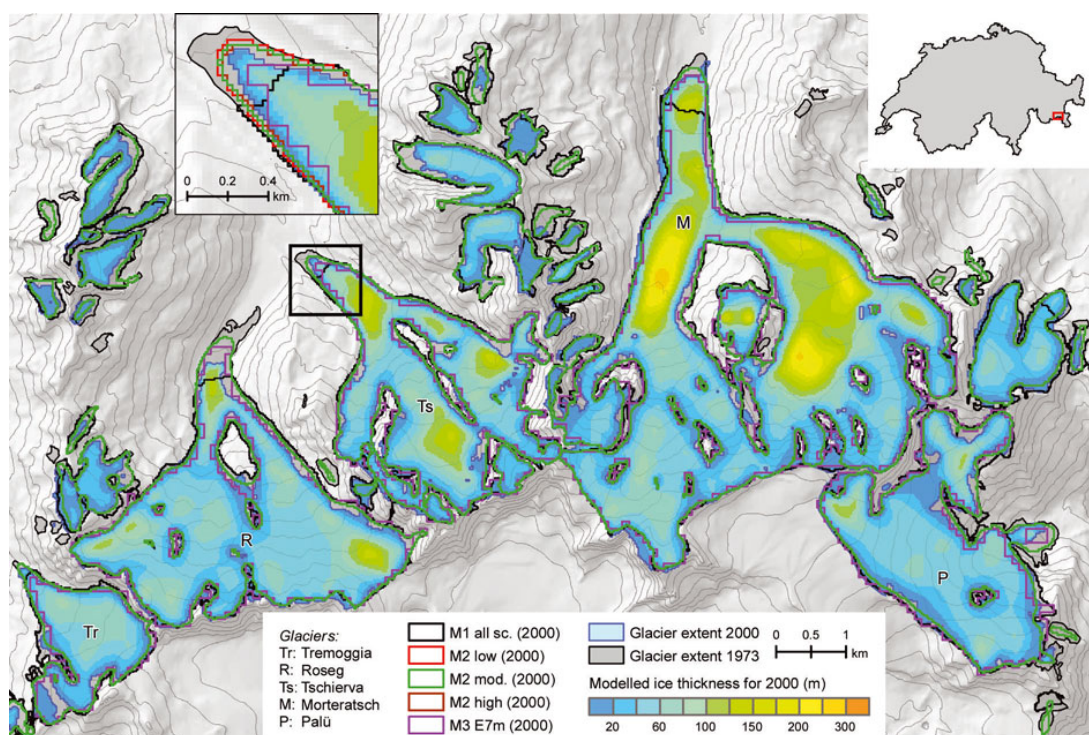 0 0.2 0.4
km
M
Ts
R
Tr
P
Glaciers:
Tr: Tremoggia
R: Roseg
Ts: Tschierva
M: Morteratsch
P: Palü
M1 all sc. (2000)
M2 low (2000)
M2 mod. (2000)
M2 high (2000)
M3 E7m (2000)
Glacier extent 2000
Glacier extent 1973
0 0.5 1
km
Modelled ice thickness for 2000 (m)
20 60 100 150 200 300